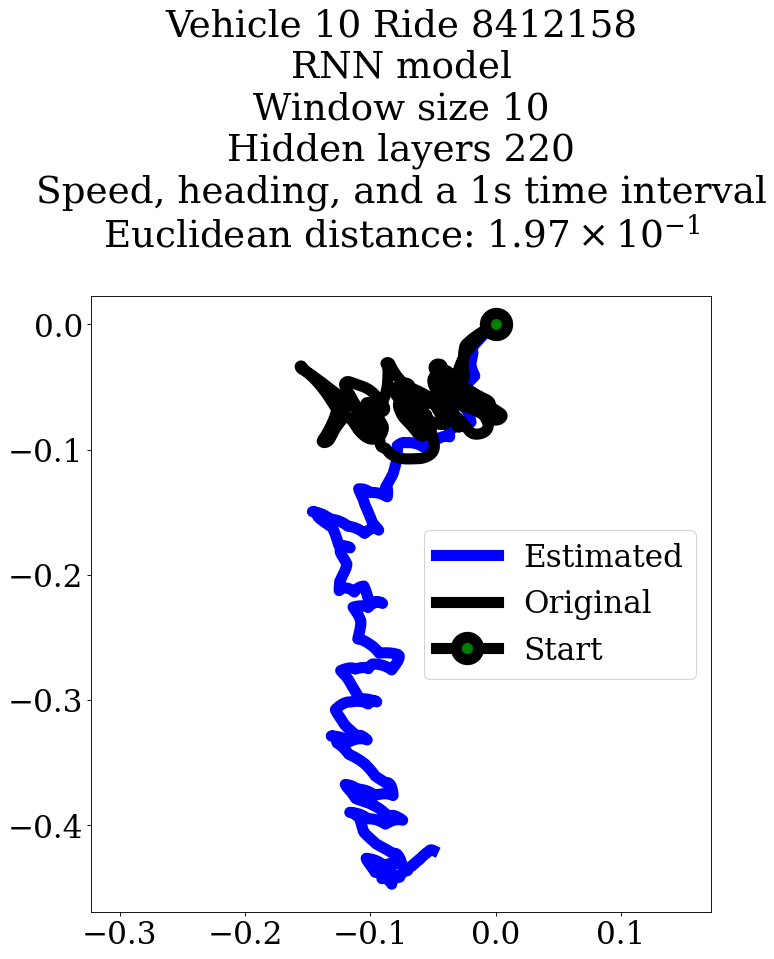 Vehicle 10 Ride 8412158
RNN model
Window size 10
Hidden layers 220
Speed, heading, and a 1s time interval
Euclidean distance: 1.97 × 10⁻¹
0.0
−0.1
−0.2
−0.3
−0.4
Estimated
Original
Start
−0.3 −0.2 −0.1 0.0 0.1